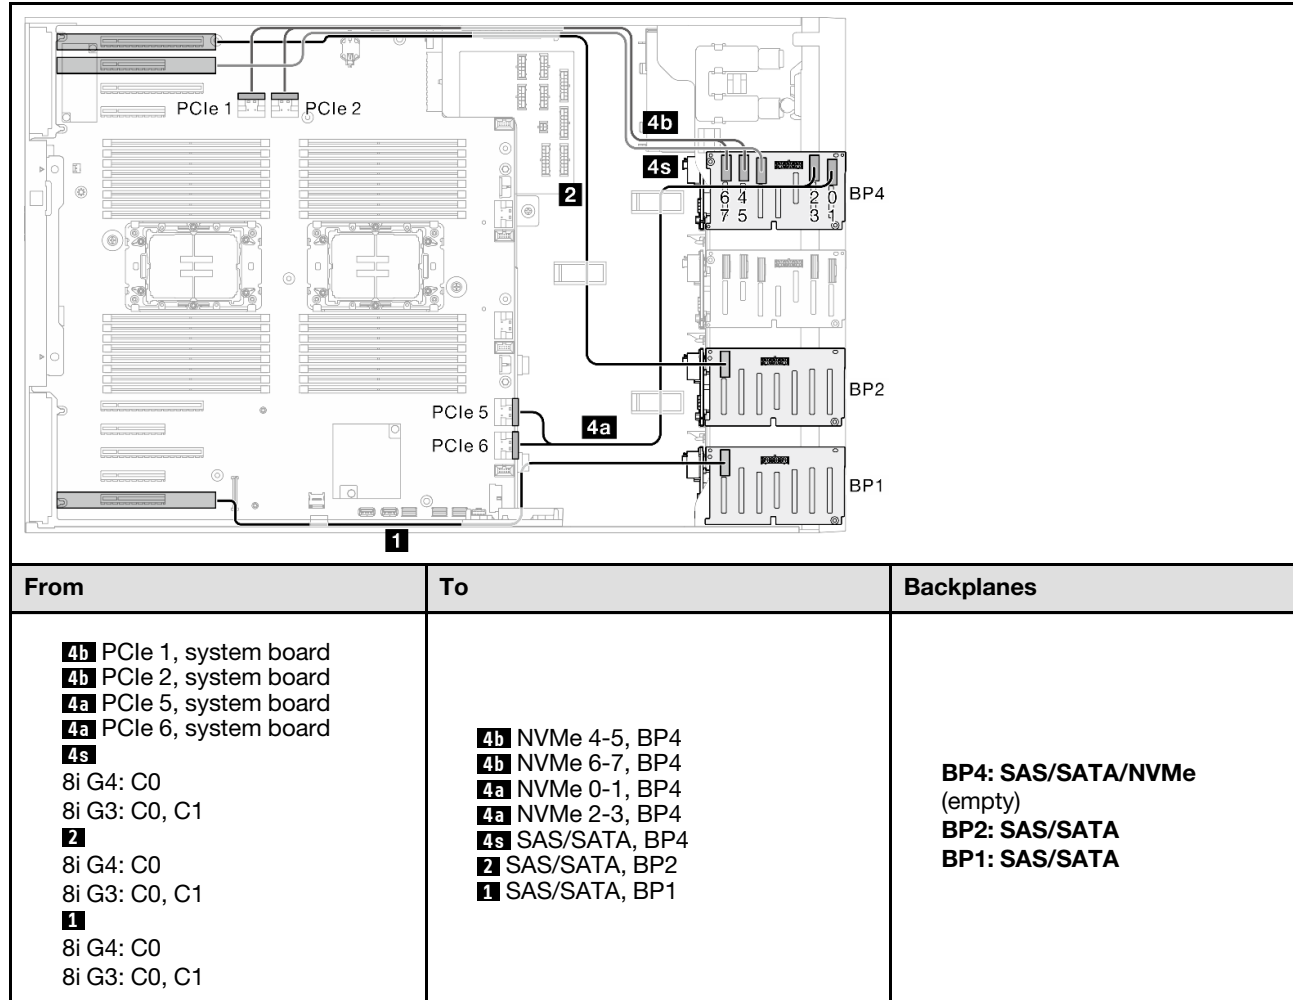 PCIe 1
PCIe 2
4b
4s
2
6
7
4
5
2
3
0
1
BP4
BP2
PCIe 5
4a
PCIe 6
BP1
1
From
To
Backplanes
4b PCIe 1, system board
4b PCIe 2, system board
4a PCIe 5, system board
4a PCIe 6, system board
4s
8i G4: C0
8i G3: C0, C1
2
8i G4: C0
8i G3: C0, C1
1
8i G4: C0
8i G3: C0, C1
4b NVMe 4-5, BP4
4b NVMe 6-7, BP4
4a NVMe 0-1, BP4
4a NVMe 2-3, BP4
4s SAS/SATA, BP4
2 SAS/SATA, BP2
1 SAS/SATA, BP1
BP4: SAS/SATA/NVMe
(empty)
BP2: SAS/SATA
BP1: SAS/SATA